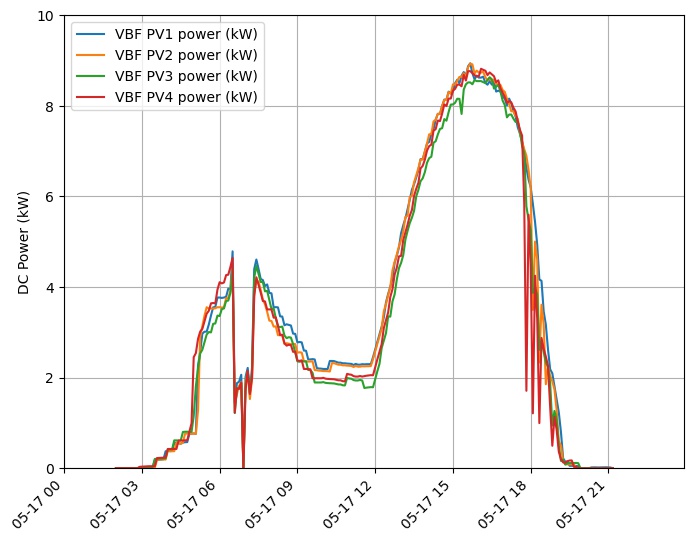 VBF PV1 power (kW)
VBF PV2 power (kW)
VBF PV3 power (kW)
VBF PV4 power (kW)
DC Power (kW)
10
8
6
4
2
0
05-17 00
05-17 03
05-17 06
05-17 09
05-17 12
05-17 15
05-17 18
05-17 21